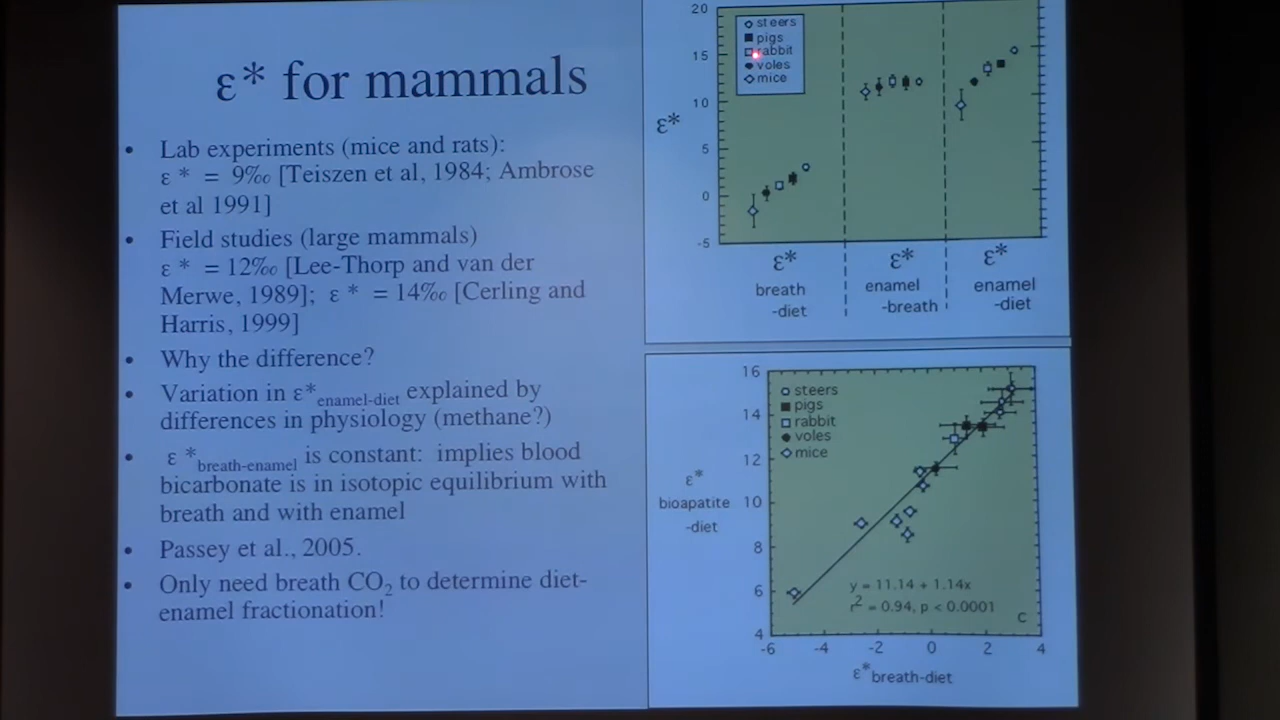 ε* for mammals
• Lab experiments (mice and rats):
ε * = 9‰ [Teiszen et al, 1984; Ambrose
et al 1991]
• Field studies (large mammals)
ε * = 12‰ [Lee-Thorp and van der
Merwe, 1989]; ε * = 14‰ [Cerling and
Harris, 1999]
• Why the difference?
• Variation in ε*enamel-diet explained by
differences in physiology (methane?)
• ε *breath-enamel is constant: implies blood
bicarbonate is in isotopic equilibrium with
breath and with enamel
• Passey et al., 2005.
• Only need breath CO2 to determine diet-
enamel fractionation!
20
15
10
5
0
-5
ε*
steers
pigs
rabbit
voles
mice
ε*
breath
-diet
ε*
enamel
-breath
ε*
enamel
-diet
16
14
12
10
8
6
4
ε*
bioapatite
-diet
steers
pigs
rabbit
voles
mice
y = 11.14 + 1.14x
r2 = 0.94, p < 0.0001
C
-6 -4 -2 0 2 4
ε*breath-diet